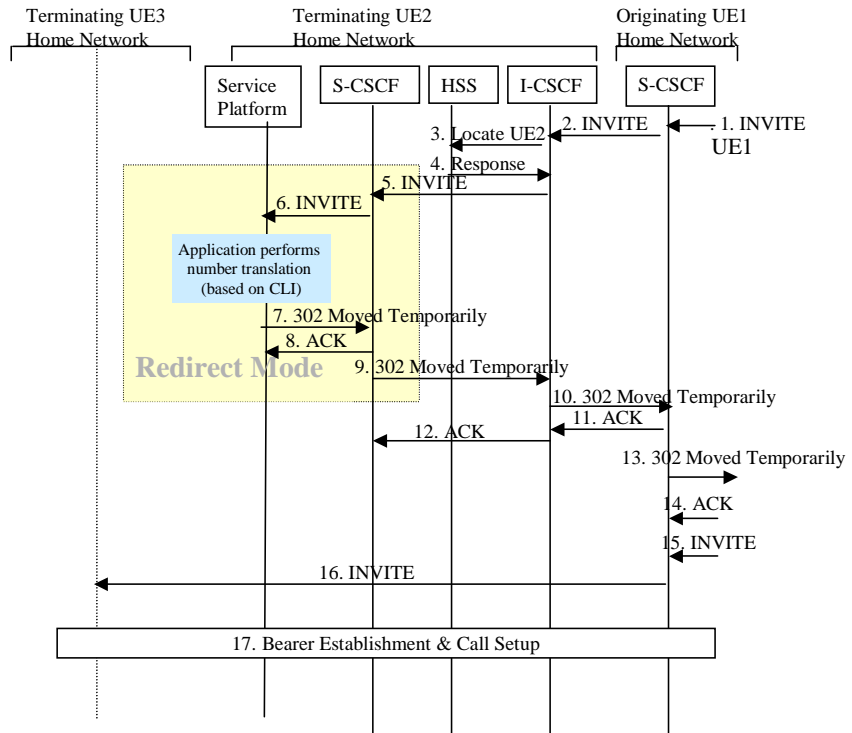 Terminating UE3
Home Network
Terminating UE2
Home Network
Originating UE1
Home Network
Service
Platform
S-CSCF
HSS
I-CSCF
S-CSCF
. 1. INVITE
UE1
2. INVITE
3. Locate UE2
4. Response
5. INVITE
6. INVITE
Application performs
number translation
(based on CLI)
7. 302 Moved Temporarily
8. ACK
Redirect Mode
9. 302 Moved Temporarily
10. 302 Moved Temporarily
11. ACK
12. ACK
13. 302 Moved Temporarily
14. ACK
15. INVITE
16. INVITE
17. Bearer Establishment & Call Setup